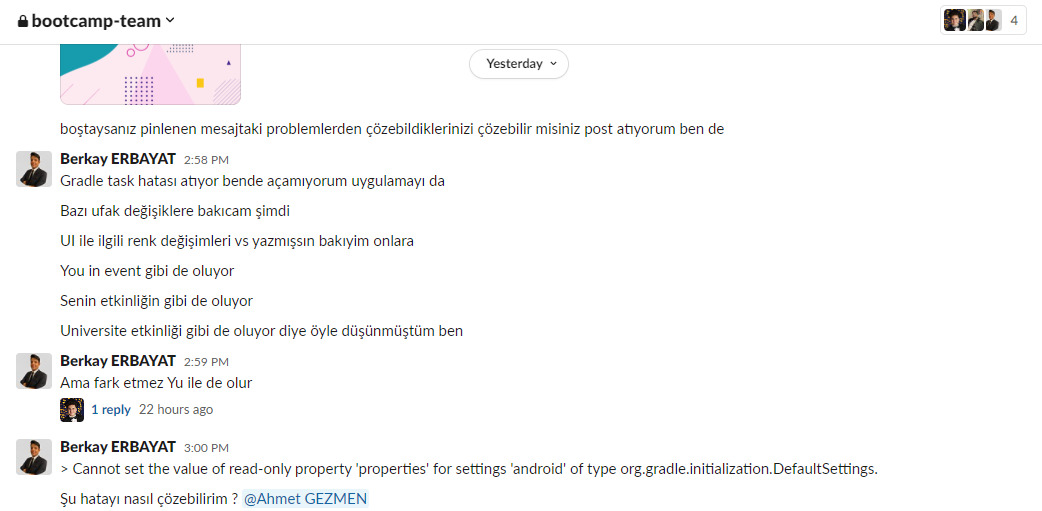 bootcamp-team
4
Yesterday
boştaysanız pinlenen mesajtaki problemlerden çözebildiklerinizi çözebilir misiniz post atıyorum ben de
Berkay ERBAYAT 2:58 PM
Gradle task hatası atıyor bende açamıyorum uygulamayı da
Bazı ufak değişiklere bakıcam şimdi
UI ile ilgili renk değişimleri vs yazmışsın bakıyim onlara
You in event gibi de oluyor
Senin etkinliğin gibi de oluyor
Universite etkinliği gibi de oluyor diye öyle düşünmüştüm ben
Berkay ERBAYAT 2:59 PM
Ama fark etmez Yu ile de olur
1 reply 22 hours ago
Berkay ERBAYAT 3:00 PM
> Cannot set the value of read-only property 'properties' for settings 'android' of type org.gradle.initialization.DefaultSettings.
Şu hatayı nasıl çözebilirim ? @Ahmet GEZMEN